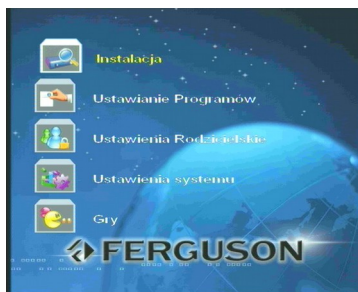 Instalacja
Ustawianie Programów
Ustawienia Rodzicielskie
Ustawienia systemu
Gry
FERGUSON